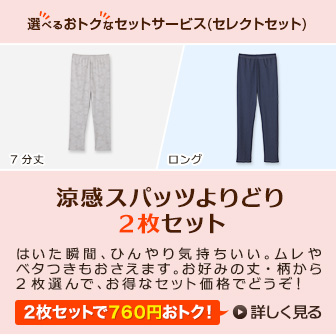 選べるおトクなセットサービス(セレクトセット)
7分丈
ロング
涼感スパッツよりどり
2枚セット
はいた瞬間、ひんやり気持ちいい。ムレや
ベタつきもおさえます。お好みの丈・柄から
2枚選んで、お得なセット価格でどうぞ!
2枚セットで760円おトク!
詳しく見る